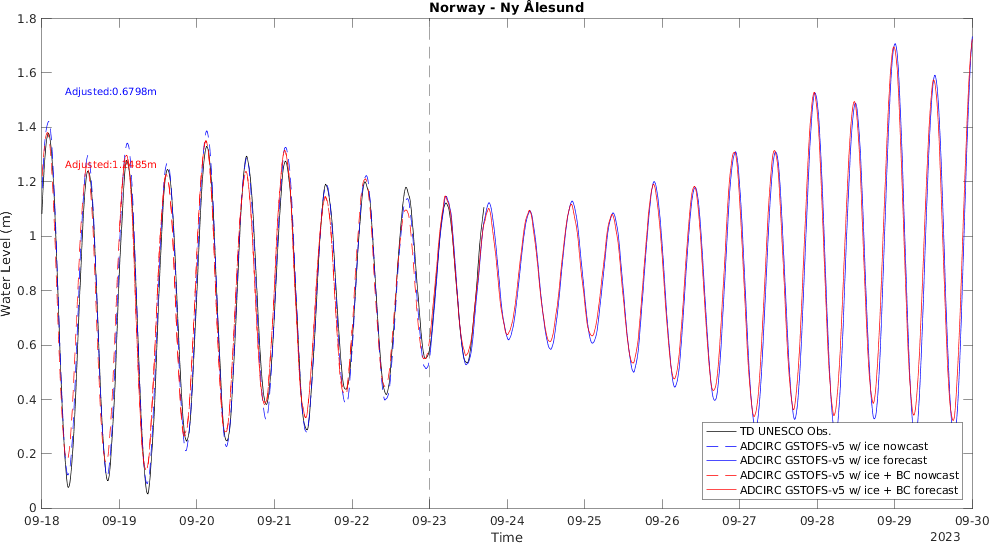 Norway - Ny Ålesund
Water Level (m)
1.8
1.6
1.4
1.2
1
0.8
0.6
0.4
0.2
0
Adjusted:0.6798m
TD UNESCO Obs.
ADCIRC GSTOFS-v5 w/ ice nowcast
ADCIRC GSTOFS-v5 w/ ice forecast
ADCIRC GSTOFS-v5 w/ ice + BC nowcast
ADCIRC GSTOFS-v5 w/ ice + BC forecast
09-18 09-19 09-20 09-21 09-22 09-23 09-24 09-25 09-26 09-27 09-28 09-29 09-30
Time
2023